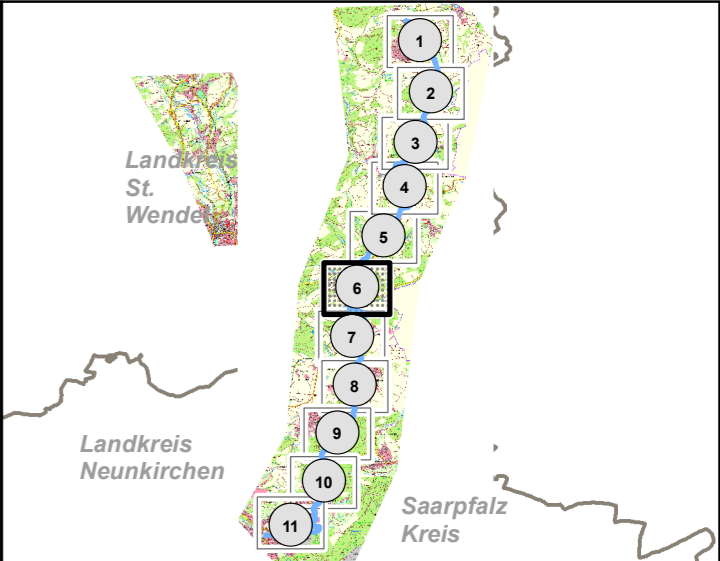 1
2
3
Landkreis
St.
Wendel
4
5
6
7
8
9
Landkreis
Neunkirchen
10
Saarpfalz
Kreis
11